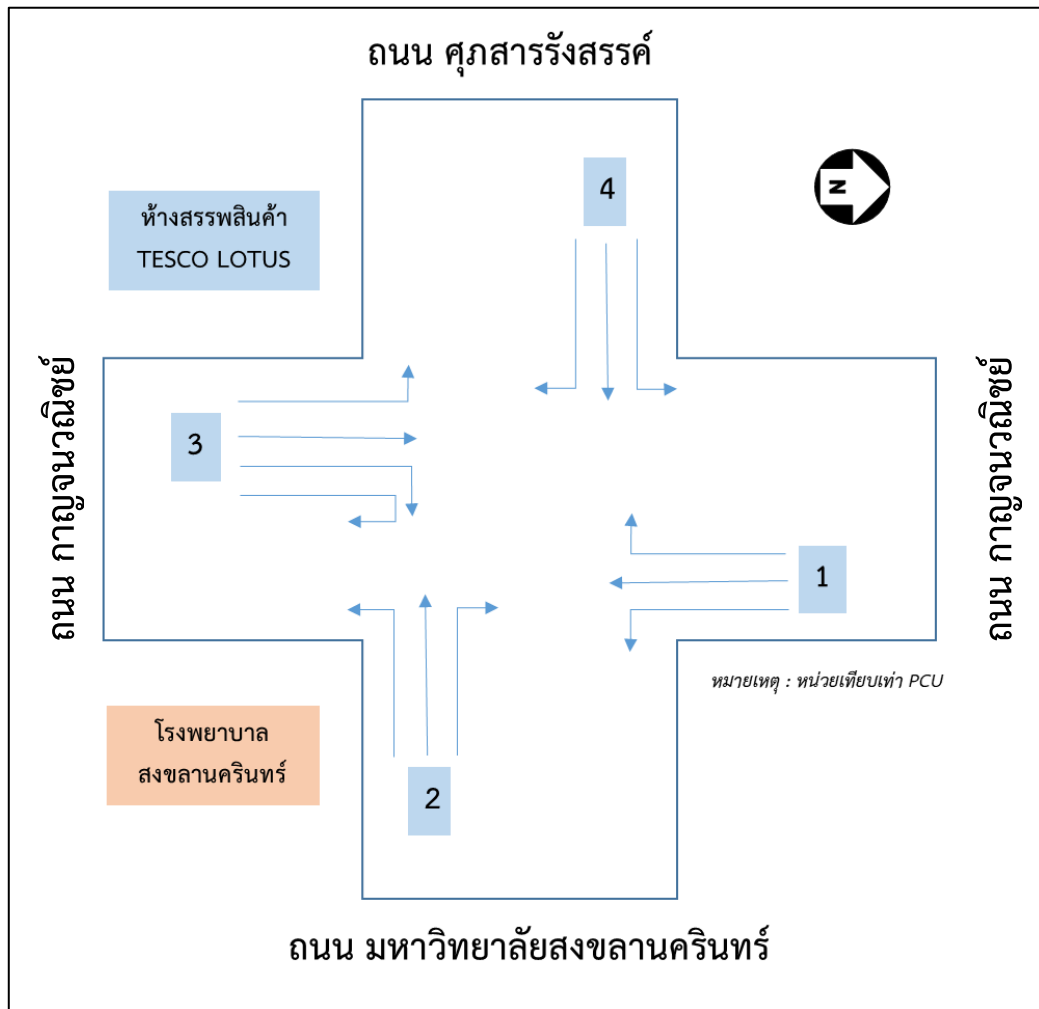 ถนน ศุภสารรังสรรค์
4
N
ห้างสรรพสินค้า
TESCO LOTUS
ถนน กาญจนวณิชย์
ถนน กาญจนวณิชย์
3
1
หมายเหตุ : หน่วยเทียบเท่า PCU
โรงพยาบาล
สงขลานครินทร์
2
ถนน มหาวิทยาลัยสงขลานครินทร์